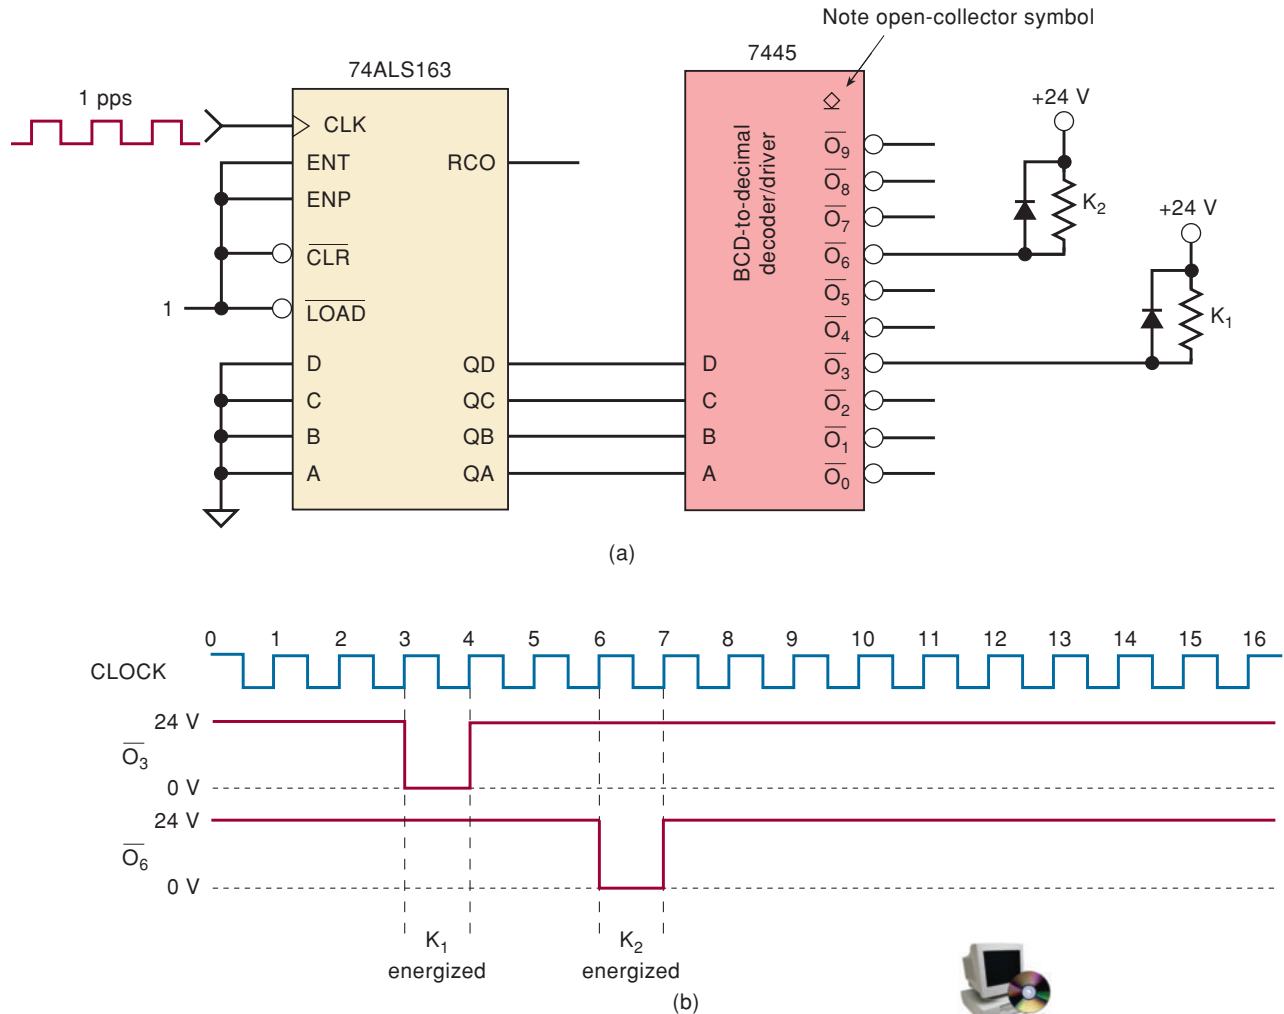 Note open-collector symbol
74ALS163
7445
1 pps
+24 V
+24 V
CLK
ENT
RCO
ENP
CLR
LOAD
1
D
QD
C
QC
B
QB
A
QA
BCD-to-decimal
decoder/driver
D
C
B
A
O9
O8
O7
O6
O5
O4
O3
O2
O1
O0
K2
K1
(a)
0 1 2 3 4 5 6 7 8 9 10 11 12 13 14 15 16
CLOCK
24 V
O3
0 V
24 V
O6
0 V
K1
energized
K2
energized
(b)